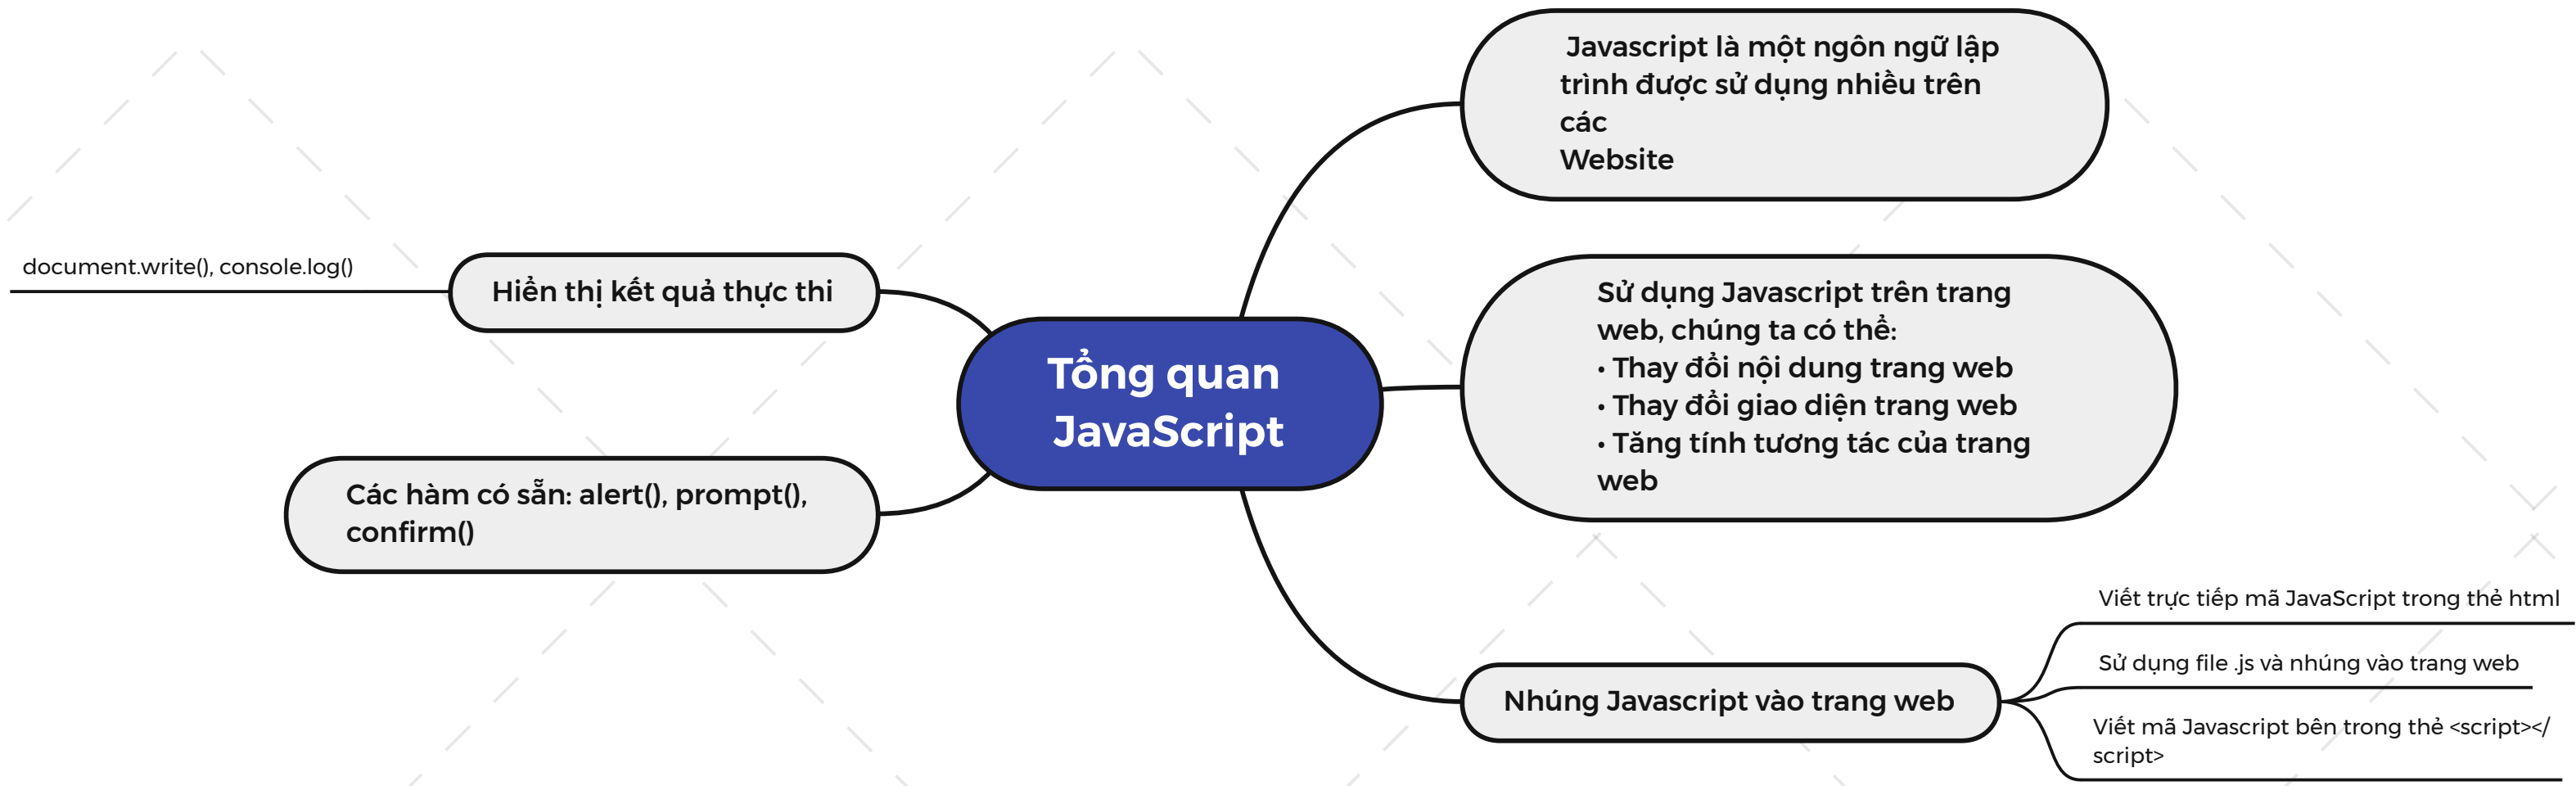 Tổng quan
JavaScript
Javascript là một ngôn ngữ lập
trình được sử dụng nhiều trên
các
Website
Sử dụng Javascript trên trang
web, chúng ta có thể:
• Thay đổi nội dung trang web
• Thay đổi giao diện trang web
• Tăng tính tương tác của trang
web
Nhúng Javascript vào trang web
Viết trực tiếp mã JavaScript trong thẻ html
Sử dụng file .js và nhúng vào trang web
Viết mã Javascript bên trong thẻ <script></
script>
Hiển thị kết quả thực thi
document.write(), console.log()
Các hàm có sẵn: alert(), prompt(),
confirm()